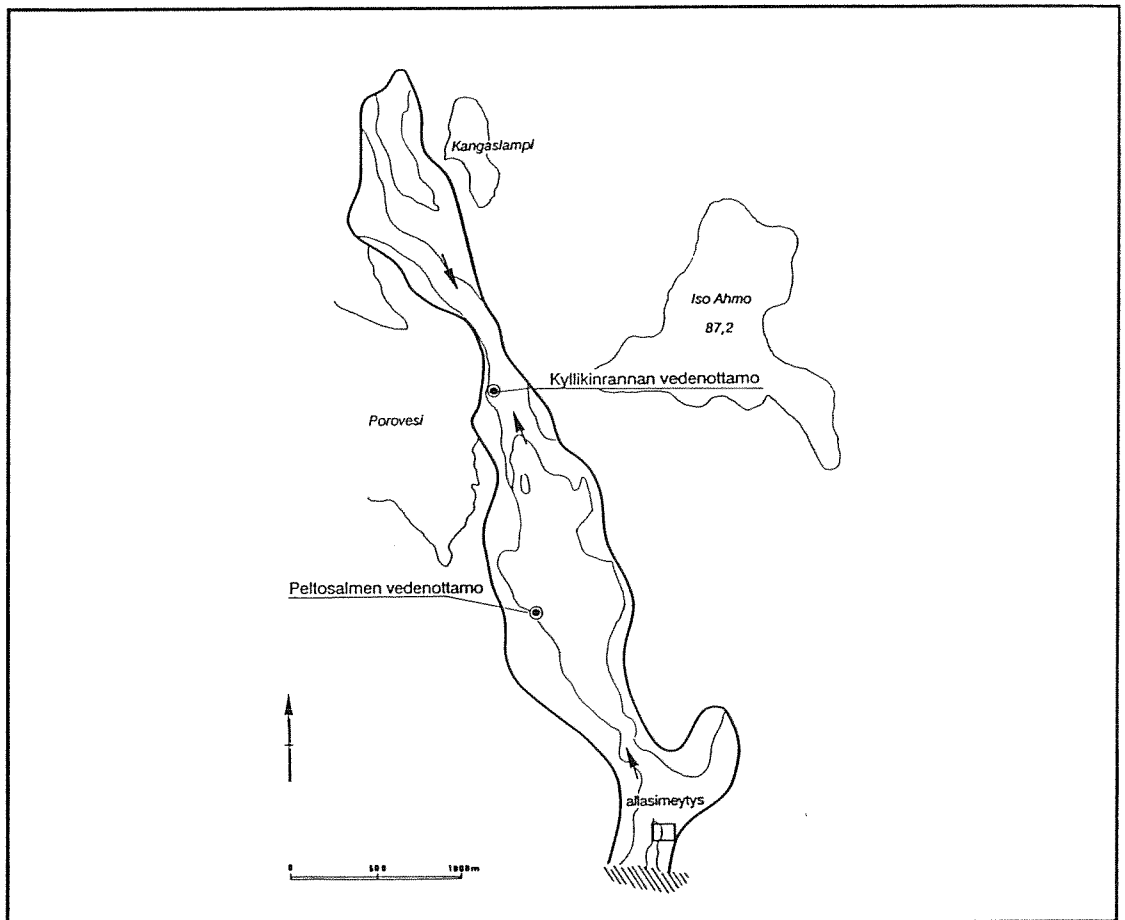 Kangaslampi
Iso Ahmo
87,2
Kyllikinrannan vedenottamo
Porovesi
Peltosalmen vedenottamo
allasimeytys
0 500 1000m